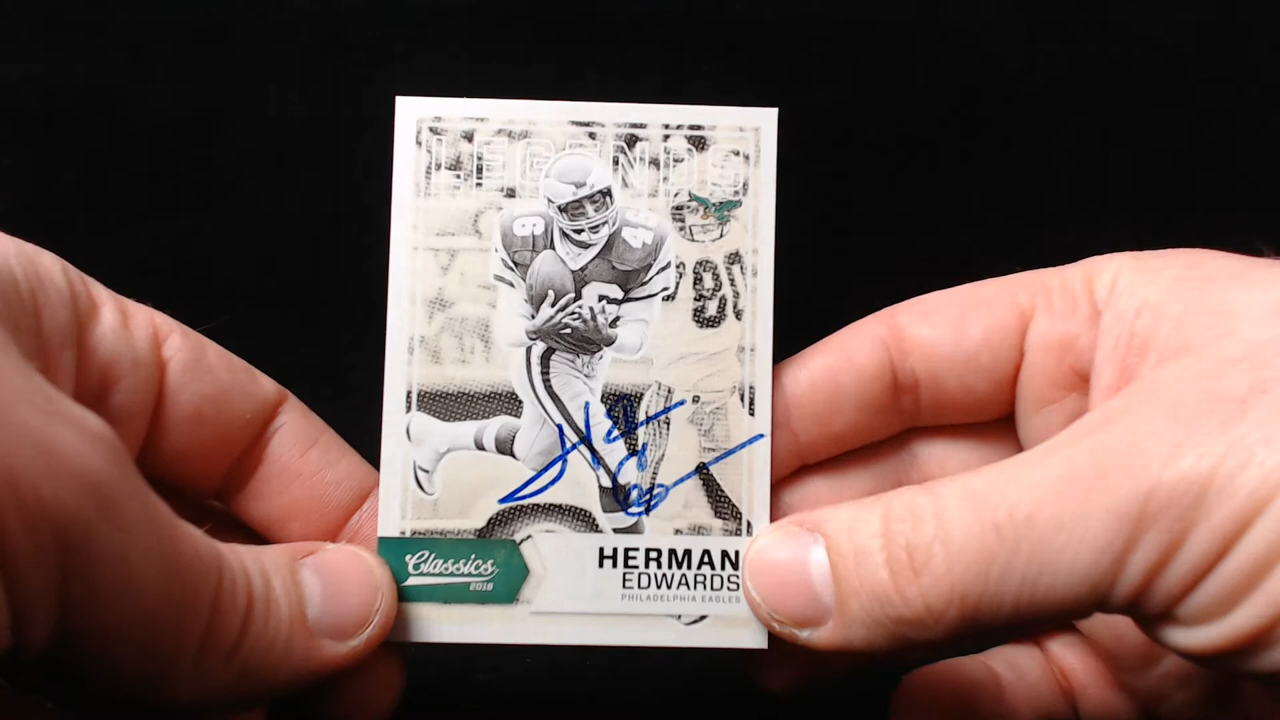 LEGENDS
46
46
80
Classics
2016
HERMAN
EDWARDS
PHILADELPHIA EAGLES